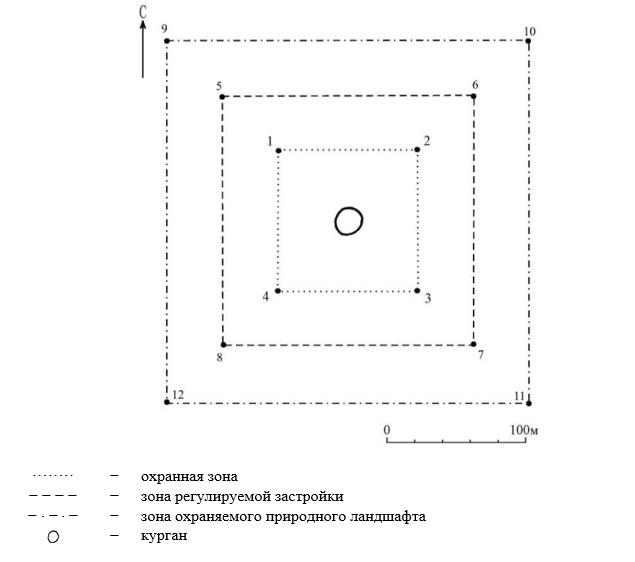 С
9
10
5
6
1
2
4
3
8
7
12
11
0
100м
– охранная зона
– зона регулируемой застройки
– зона охраняемого природного ландшафта
– курган